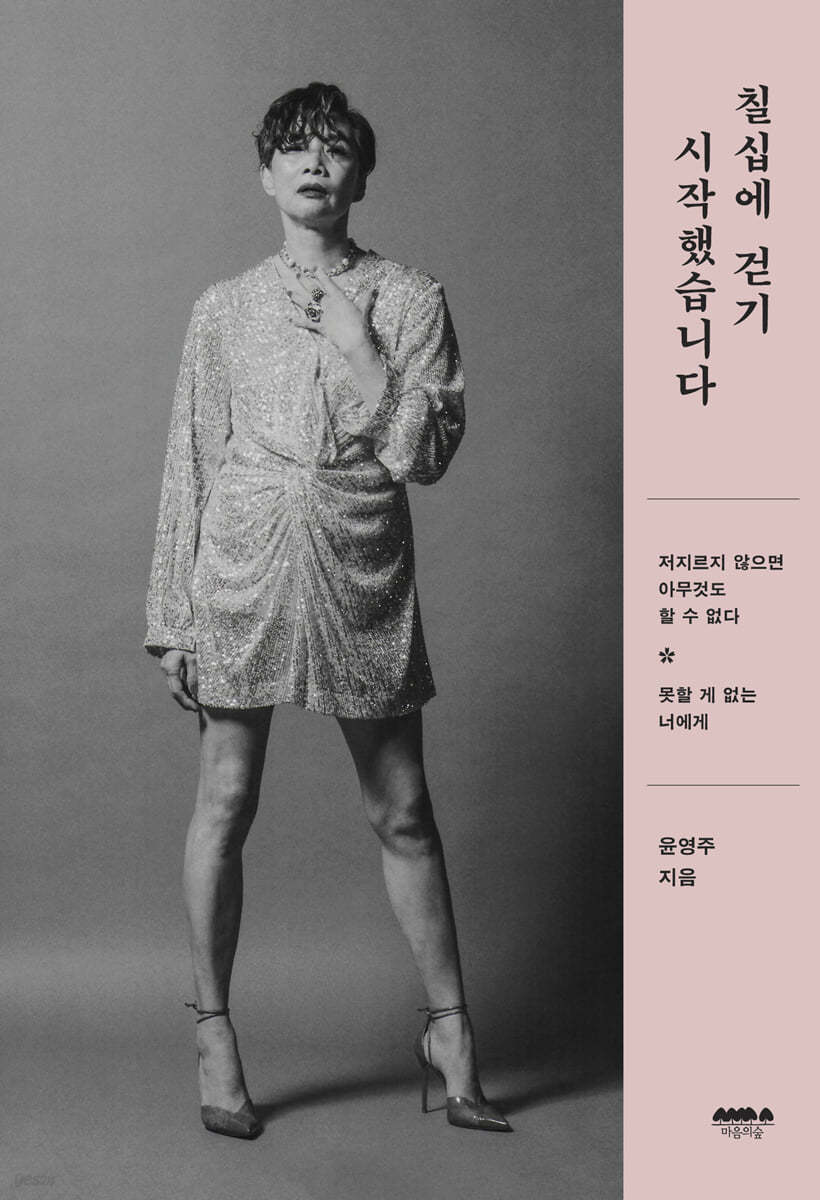 칠십에 걷기
시작했습니다
저지르지 않으면
아무것도
할 수 없다
*
못할 게 없는
너에게
윤영주
지음
마음의숲
yes24